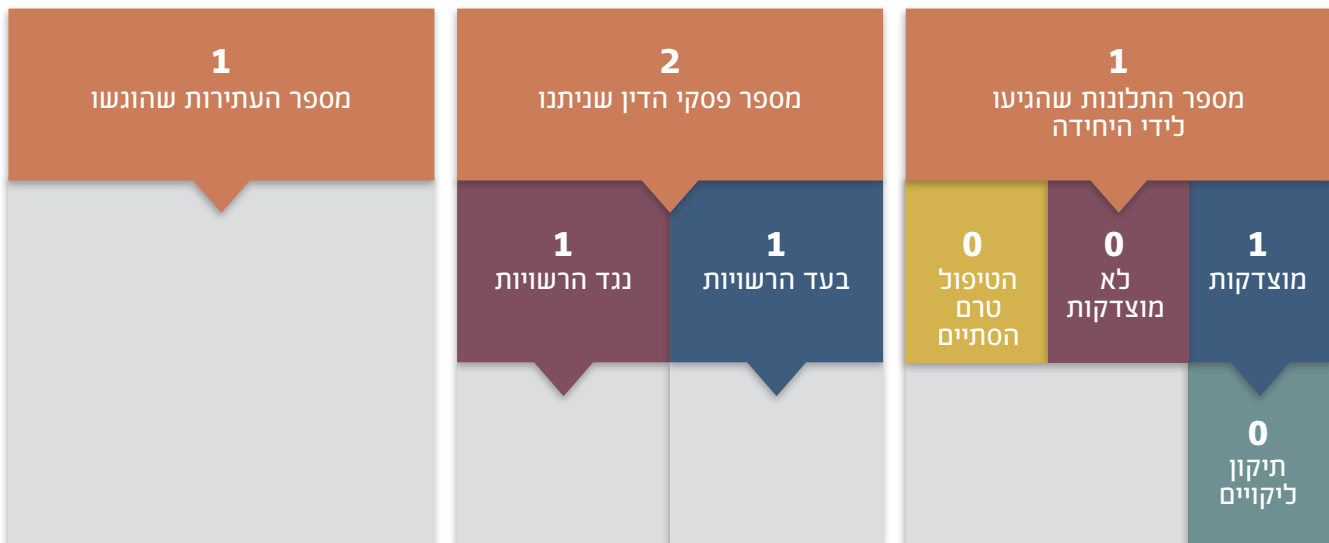 1
מספר התלונות שהגיעו
לידי היחידה
1
מוצדקות
0
לא
מוצדקות
0
הטיפול
טרם
הסתיים
0
תיקון
ליקויים
2
מספר פסקי הדין שניתנו
1
בעד הרשויות
1
נגד הרשויות
1
מספר העתירות שהוגשו